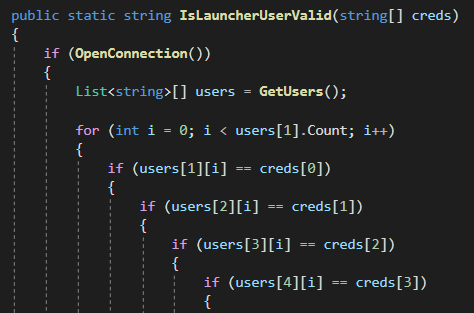 public static string IsLauncherUserValid(string[] creds)
{
if (OpenConnection())
{
List<string>[] users = GetUsers();
for (int i = 0; i < users[1].Count; i++)
{
if (users[1][i] == creds[0])
{
if (users[2][i] == creds[1])
{
if (users[3][i] == creds[2])
{
if (users[4][i] == creds[3])
{